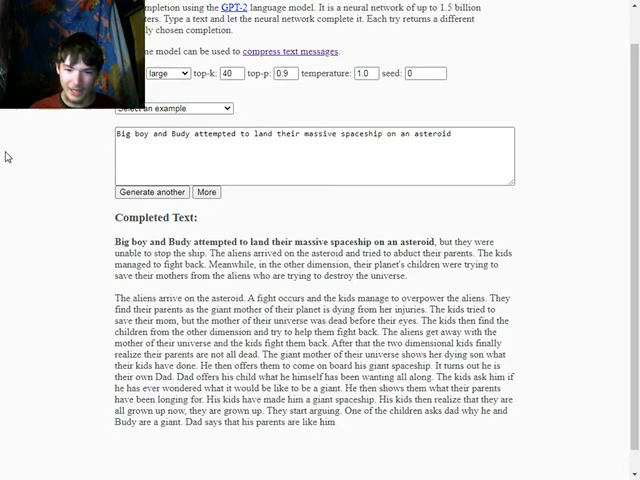 mpletion using the GPT-2 language model. It is a neural network of up to 1.5 billion
ters. Type a text and let the neural network complete it. Each try returns a different
ly chosen completion.
ne model can be used to compress text messages.
large top-k: 40 top-p: 0.9 temperature: 1.0 seed: 0
Select an example
Big boy and Budy attempted to land their massive spaceship on an asteroid
Generate another More
Completed Text:
Big boy and Budy attempted to land their massive spaceship on an asteroid, but they were
unable to stop the ship. The aliens arrived on the asteroid and tried to abduct their parents. The kids
managed to fight back. Meanwhile, in the other dimension, their planet's children were trying to
save their mothers from the aliens who are trying to destroy the universe.
The aliens arrive on the asteroid. A fight occurs and the kids manage to overpower the aliens. They
find their parents as the giant mother of their planet is dying from her injuries. The kids tried to
save their mom, but the mother of their universe was dead before their eyes. The kids then find the
children from the other dimension and try to help them fight back. The aliens get away with the
mother of their universe and the kids fight them back. After that the two dimensional kids finally
realize their parents are not all dead. The giant mother of their universe shows her dying son what
their kids have done. He then offers them to come on board his giant spaceship. It turns out he is
their own Dad. Dad offers his child what he himself has been wanting all along. The kids ask him if
he has ever wondered what it would be like to be a giant. He then shows them what their parents
have been longing for. His kids have made him a giant spaceship. His kids then realize that they are
all grown up now, they are grown up. They start arguing. One of the children asks dad why he and
Budy are a giant. Dad says that his parents are like him